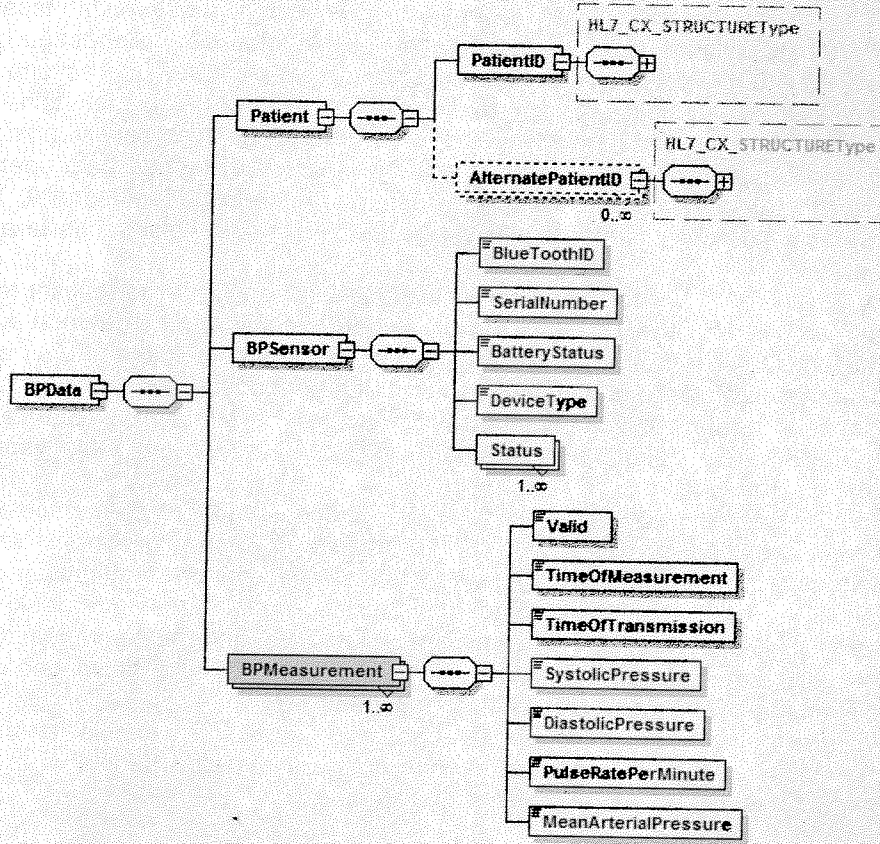 HL7_CX_STRUCTUREType
PatientID
Patient
HL7_CX_STRUCTUREType
AlternatePatientID
0..∞
BlueToothID
SerialNumber
BPSensor
BatteryStatus
BPData
DeviceType
Status
1..∞
Valid
TimeOfMeasurement
TimeOfTransmission
BPMeasurement
1..∞
SystolicPressure
DiastolicPressure
PulseRatePerMinute
MeanArterialPressure